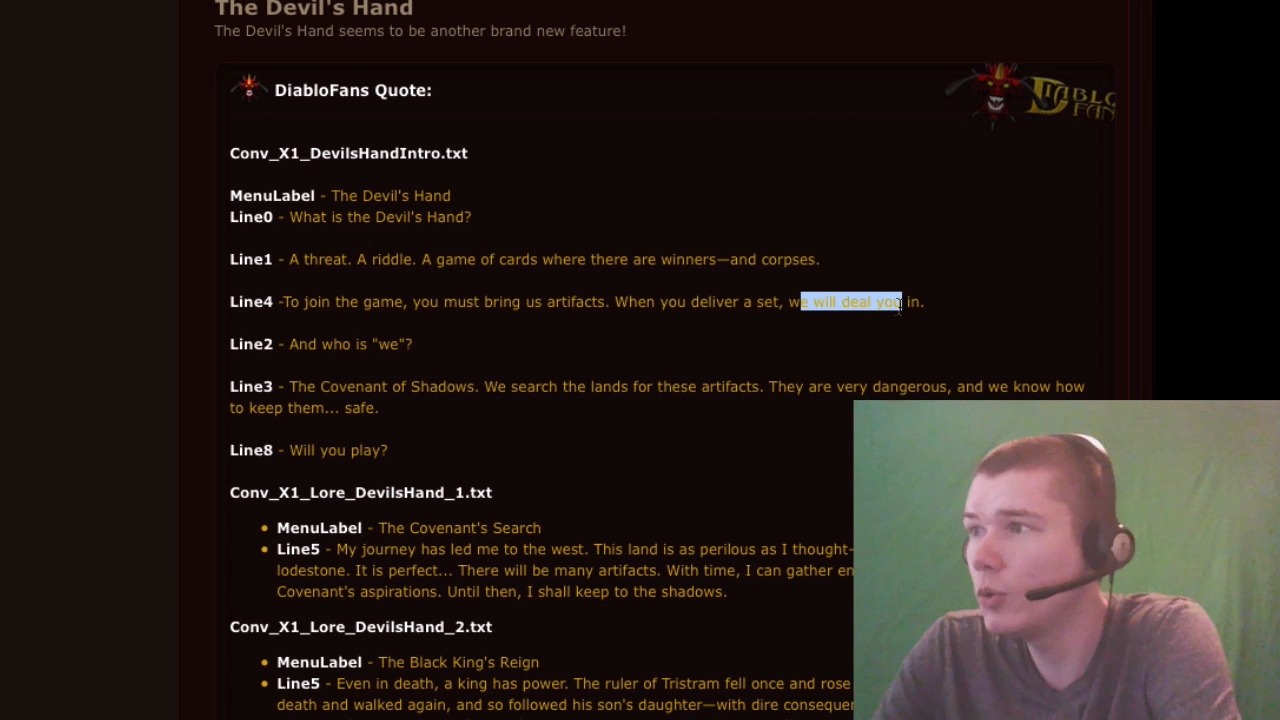 The Devil's Hand
The Devil's Hand seems to be another brand new feature!
DiabloFans Quote:
DIABLO
FAN
Conv_X1_DevilsHandIntro.txt
MenuLabel - The Devil's Hand
Line0 - What is the Devil's Hand?
Line1 - A threat. A riddle. A game of cards where there are winners—and corpses.
Line4 -To join the game, you must bring us artifacts. When you deliver a set, we will deal you in.
Line2 - And who is "we"?
Line3 - The Covenant of Shadows. We search the lands for these artifacts. They are very dangerous, and we know how
to keep them... safe.
Line8 - Will you play?
Conv_X1_Lore_DevilsHand_1.txt
MenuLabel - The Covenant's Search
Line5 - My journey has led me to the west. This land is as perilous as I thought-
lodestone. It is perfect... There will be many artifacts. With time, I can gather en
Covenant's aspirations. Until then, I shall keep to the shadows.
Conv_X1_Lore_DevilsHand_2.txt
MenuLabel - The Black King's Reign
Line5 - Even in death, a king has power. The ruler of Tristram fell once and rose
death and walked again, and so followed his son's daughter—with dire consequen